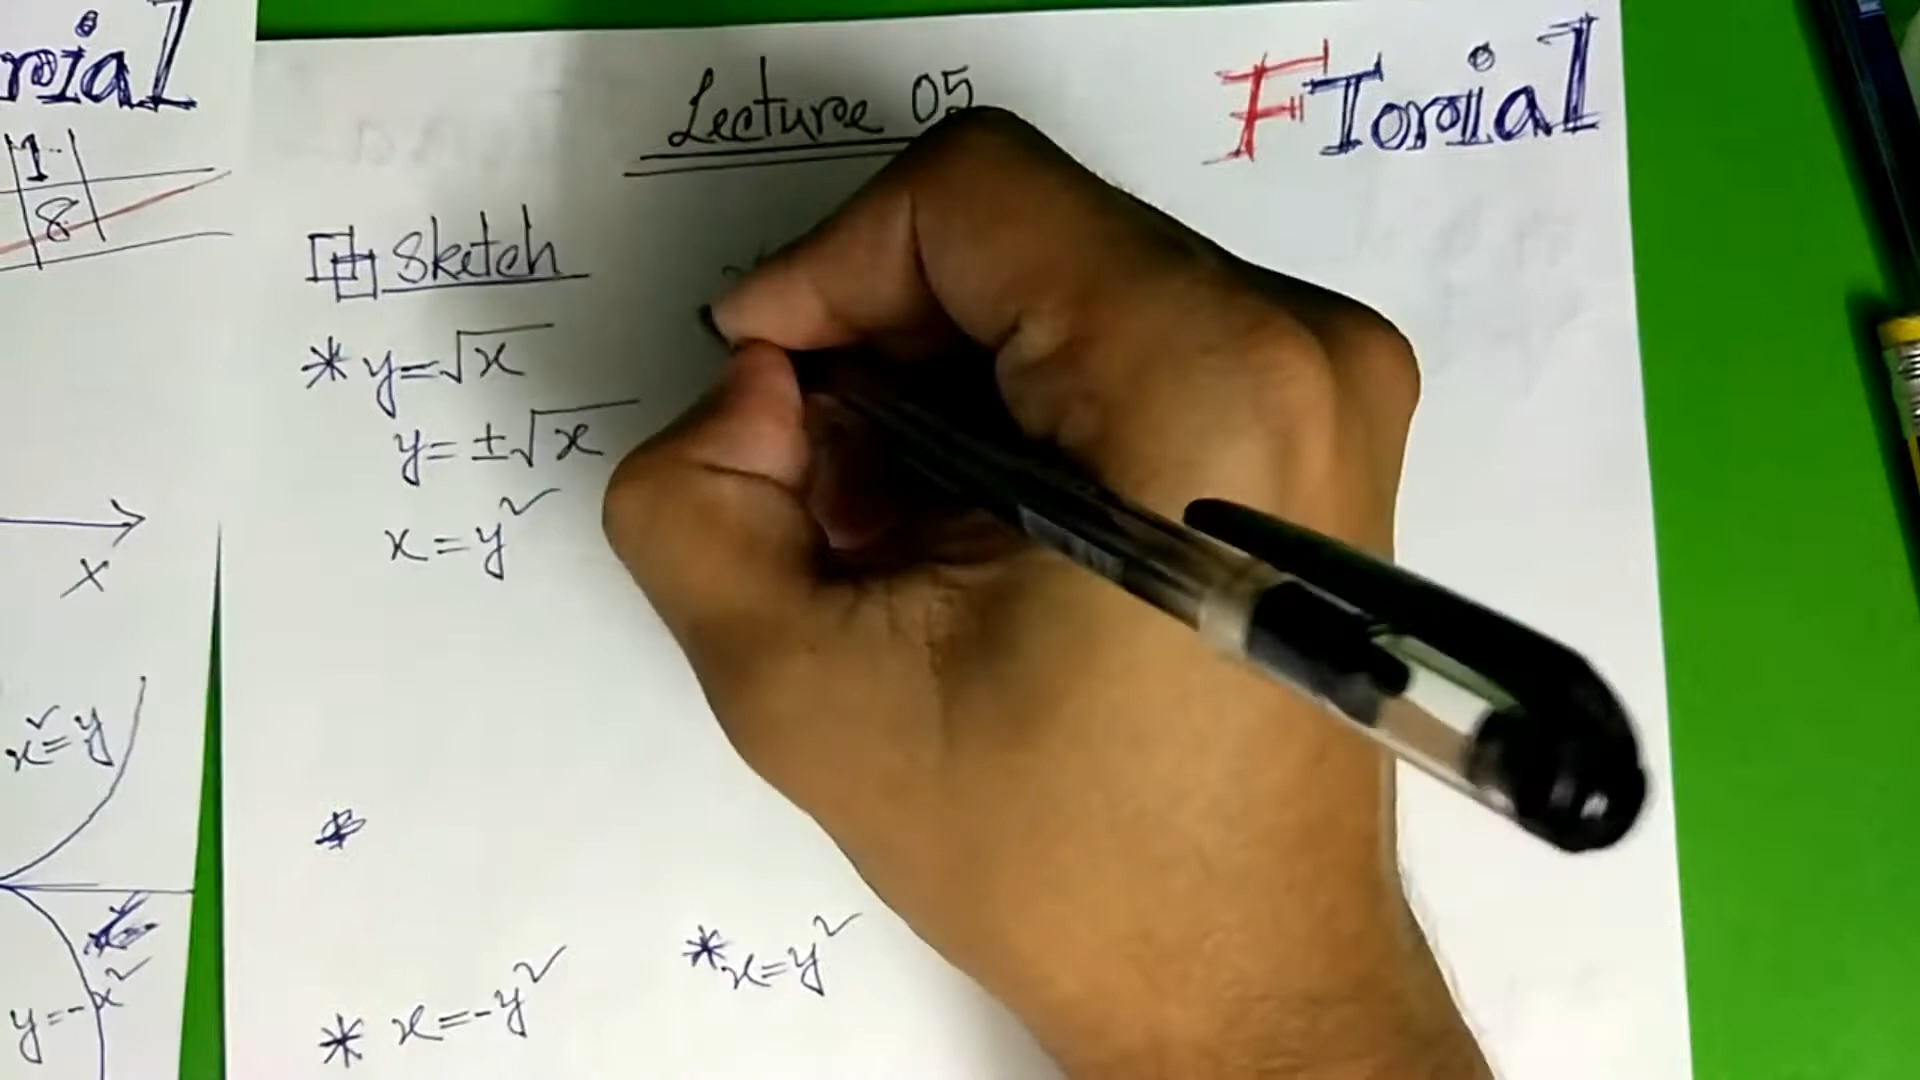 rial
1
8
X
x²=y
y=-x²
Lecture 05
FTorial
Sketch
* y=√x
y=±√x
x=y²
*
* x=-y²
* x=y²